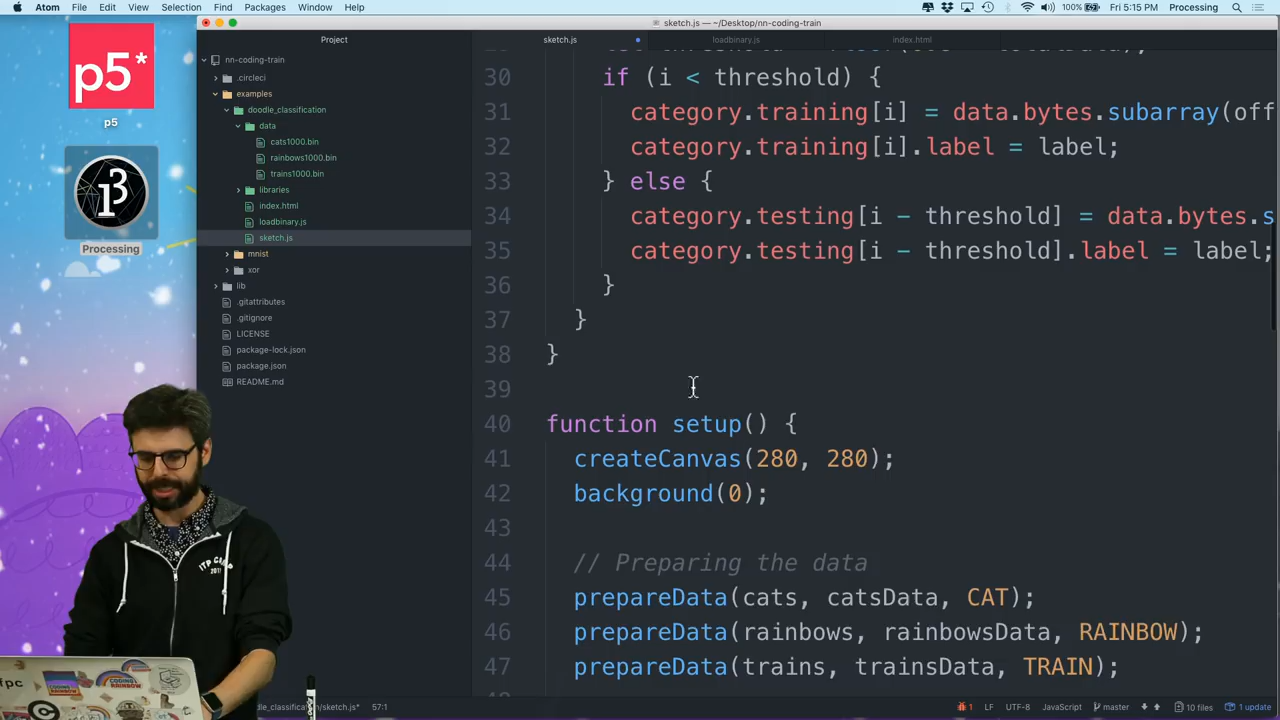 Atom File Edit View Selection Find Packages Window Help
100% Fri 5:15 PM Processing
sketch.js — ~/Desktop/nn-coding-train
p5*
p5
Processing
Project
nn-coding-train
.circleci
examples
doodle_classification
data
cats1000.bin
rainbows1000.bin
trains1000.bin
libraries
index.html
loadbinary.js
sketch.js
mnist
xor
lib
.gitattributes
.gitignore
LICENSE
package-lock.json
package.json
README.md
sketch.js loadbinary.js index.html
30 if (i < threshold) {
31 category.training[i] = data.bytes.subarray(off
32 category.training[i].label = label;
33 } else {
34 category.testing[i - threshold] = data.bytes.s
35 category.testing[i - threshold].label = label;
36 }
37 }
38 }
39
40 function setup() {
41 createCanvas(280, 280);
42 background(0);
43
44 // Preparing the data
45 prepareData(cats, catsData, CAT);
46 prepareData(rainbows, rainbowsData, RAINBOW);
47 prepareData(trains, trainsData, TRAIN);
ITP CAMP
fpc
dle_classification/sketch.js* 57:1
1 LF UTF-8 JavaScript master 10 files 1 update